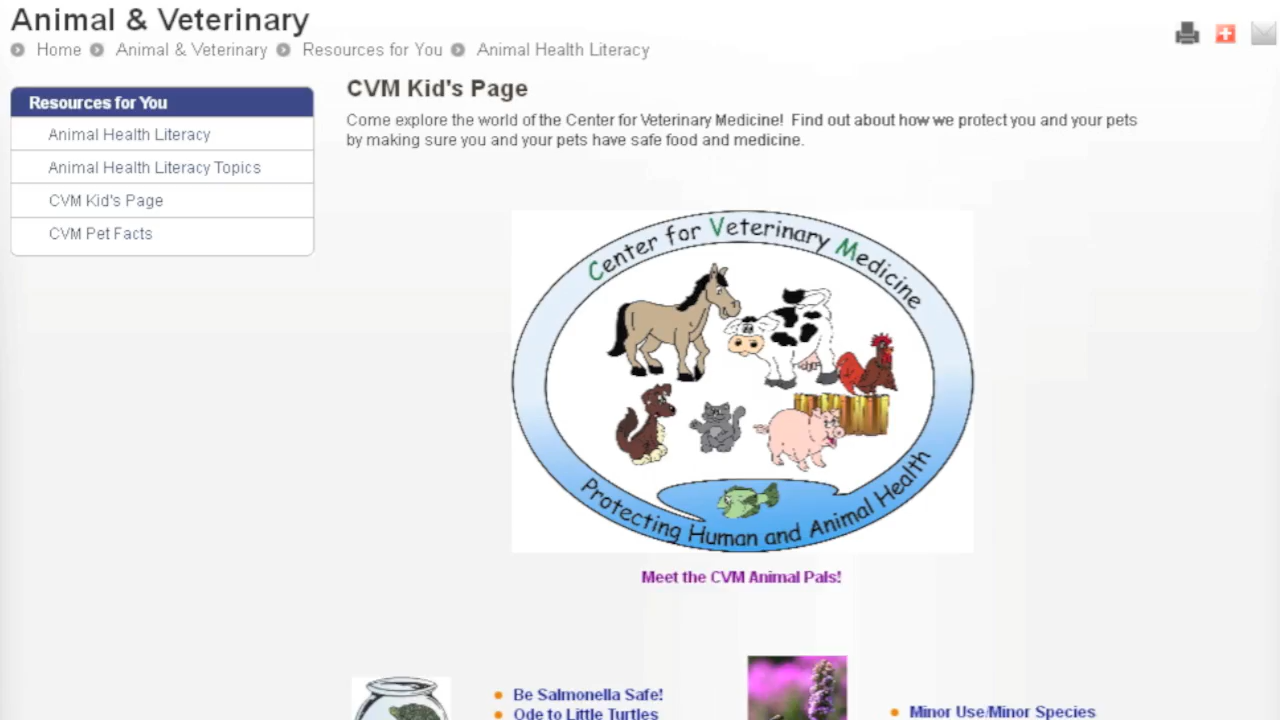 Animal & Veterinary
Home Animal & Veterinary Resources for You Animal Health Literacy
Resources for You
Animal Health Literacy
Animal Health Literacy Topics
CVM Kid's Page
CVM Pet Facts
CVM Kid's Page
Come explore the world of the Center for Veterinary Medicine! Find out about how we protect you and your pets
by making sure you and your pets have safe food and medicine.
Center for Veterinary Medicine
Protecting Human and Animal Health
Meet the CVM Animal Pals!
Be Salmonella Safe!
Ode to Little Turtles
Minor Use/Minor Species